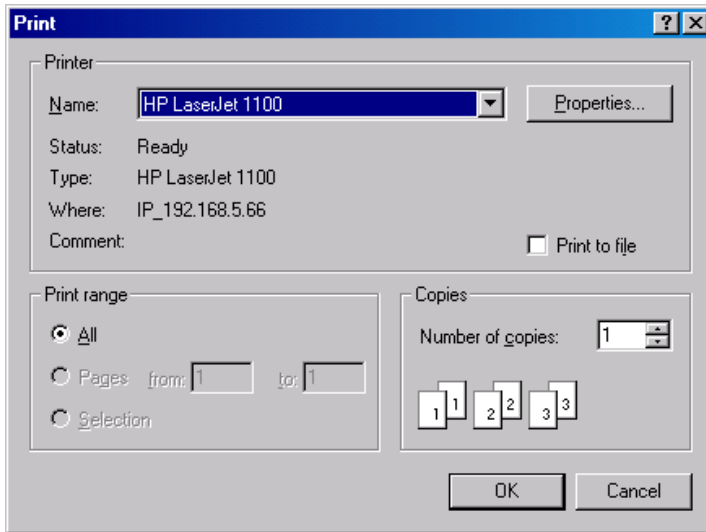 Print
Printer
Name: HP LaserJet 1100 Properties...
Status: Ready
Type: HP LaserJet 1100
Where: IP_192.168.5.66
Comment: Print to file
Print range
All
Pages from: 1 to: 1
Selection
Copies
Number of copies: 1
1 1 2 2 3 3
OK Cancel